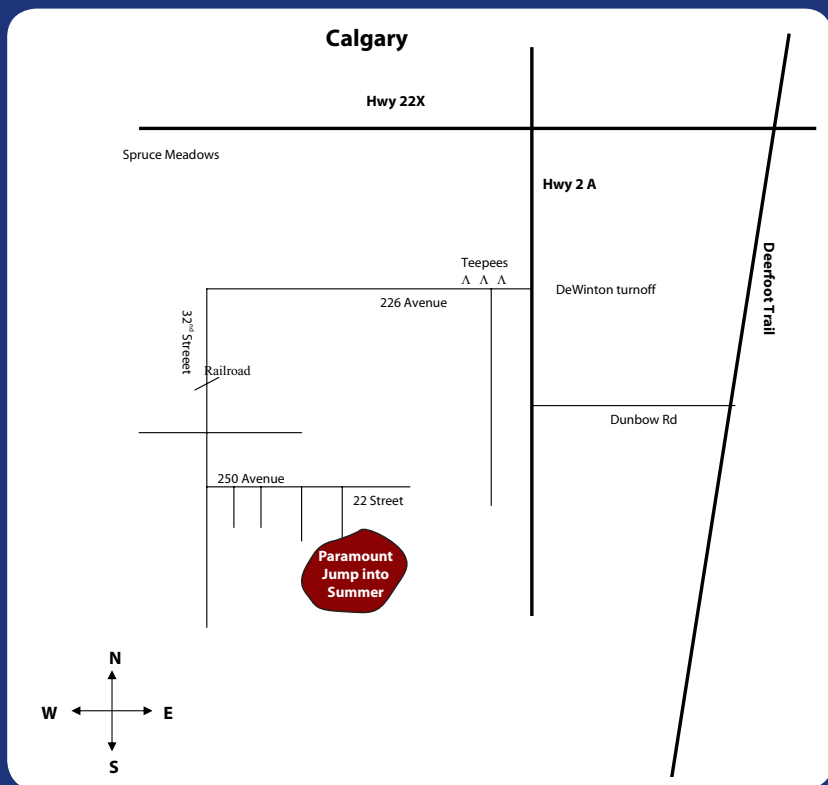 Calgary
Hwy 22X
Spruce Meadows
Hwy 2 A
Deerfoot Trail
Teepees
Λ Λ Λ
226 Avenue
DeWinton turnoff
32nd Streeet
Railroad
Dunbow Rd
250 Avenue
22 Street
Paramount
Jump into
Summer
N
W
E
S